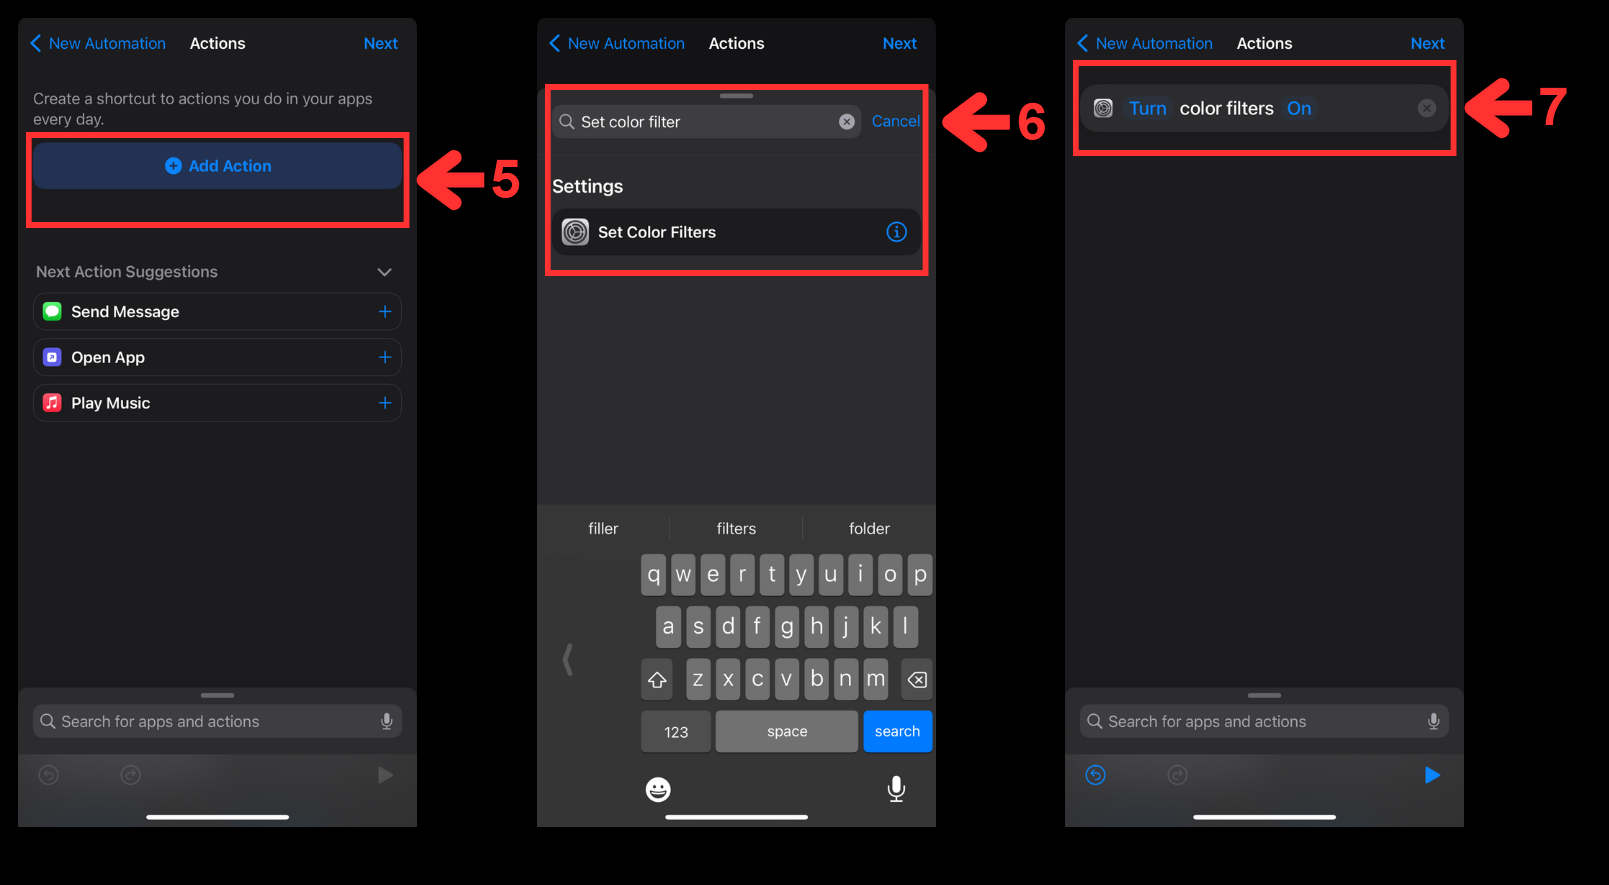 New Automation
Actions
Next
Create a shortcut to actions you do in your apps
every day.
Add Action
5
Next Action Suggestions
Send Message
Open App
Play Music
Search for apps and actions
New Automation
Actions
Next
Set color filter
Cancel
6
Settings
Set Color Filters
filler
filters
folder
q w e r t y u i o p
a s d f g h j k l
z x c v b n m
123
space
search
New Automation
Actions
Next
Turn color filters On
7
Search for apps and actions